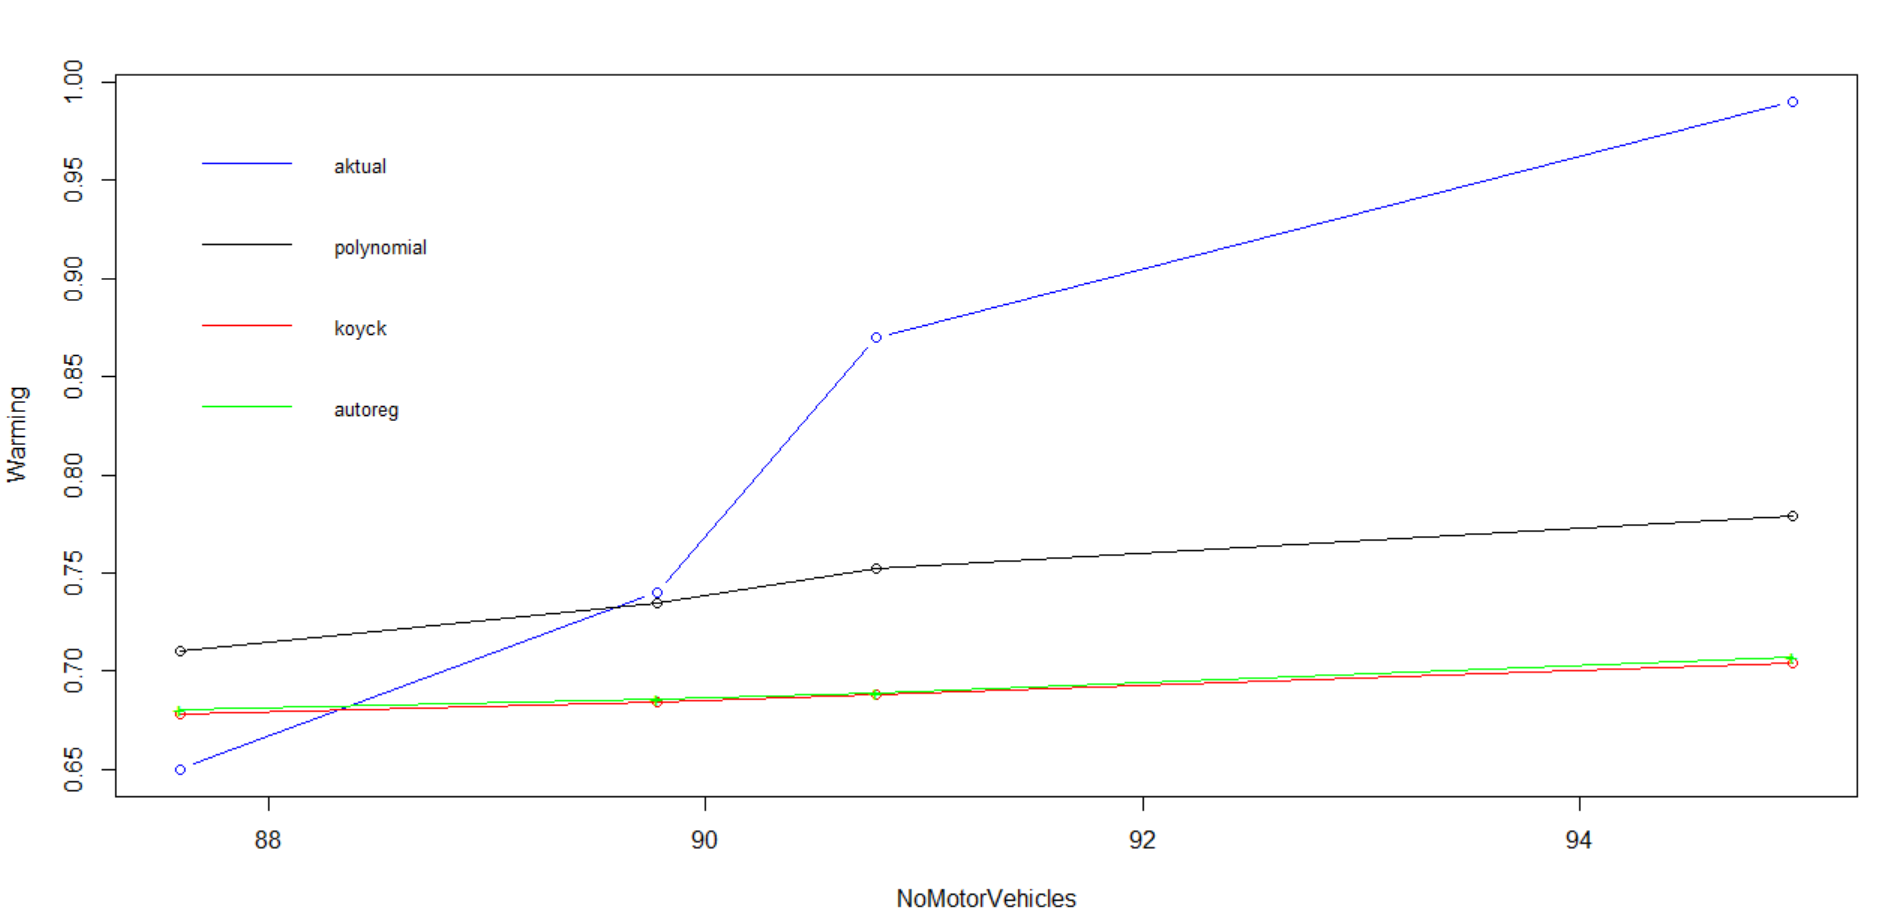 1.00
0.95
0.90
0.85
0.80
0.75
0.70
0.65
Warming
aktual
polynomial
koyck
autoreg
88 90 92 94
NoMotorVehicles